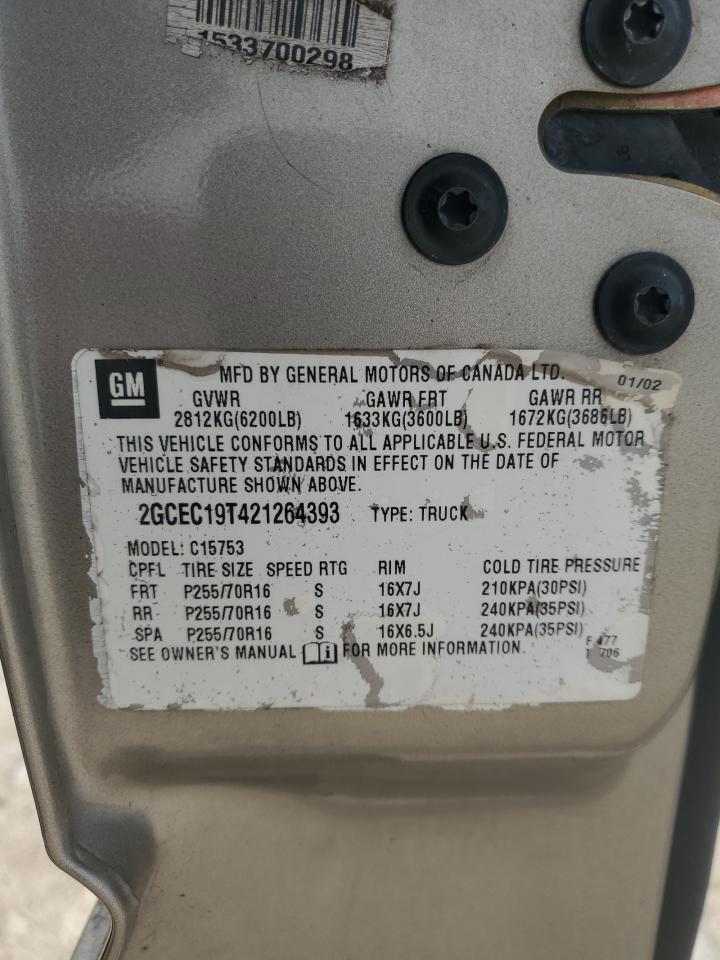 1533700298
LB
GM
MFD BY GENERAL MOTORS OF CANADA LTD. 01/02
GVWR GAWR FRT GAWR RR
2812KG(6200LB) 1633KG(3600LB) 1672KG(3686LB)
THIS VEHICLE CONFORMS TO ALL APPLICABLE U.S. FEDERAL MOTOR
VEHICLE SAFETY STANDARDS IN EFFECT ON THE DATE OF
MANUFACTURE SHOWN ABOVE.
2GCEC19T421264393 TYPE: TRUCK
MODEL: C15753
CPFL TIRE SIZE SPEED RTG RIM COLD TIRE PRESSURE
FRT P255/70R16 S 16X7J 210KPA(30PSI)
RR P255/70R16 S 16X7J 240KPA(35PSI)
SPA P255/70R16 S 16X6.5J 240KPA(35PSI)
SEE OWNER'S MANUAL i FOR MORE INFORMATION.